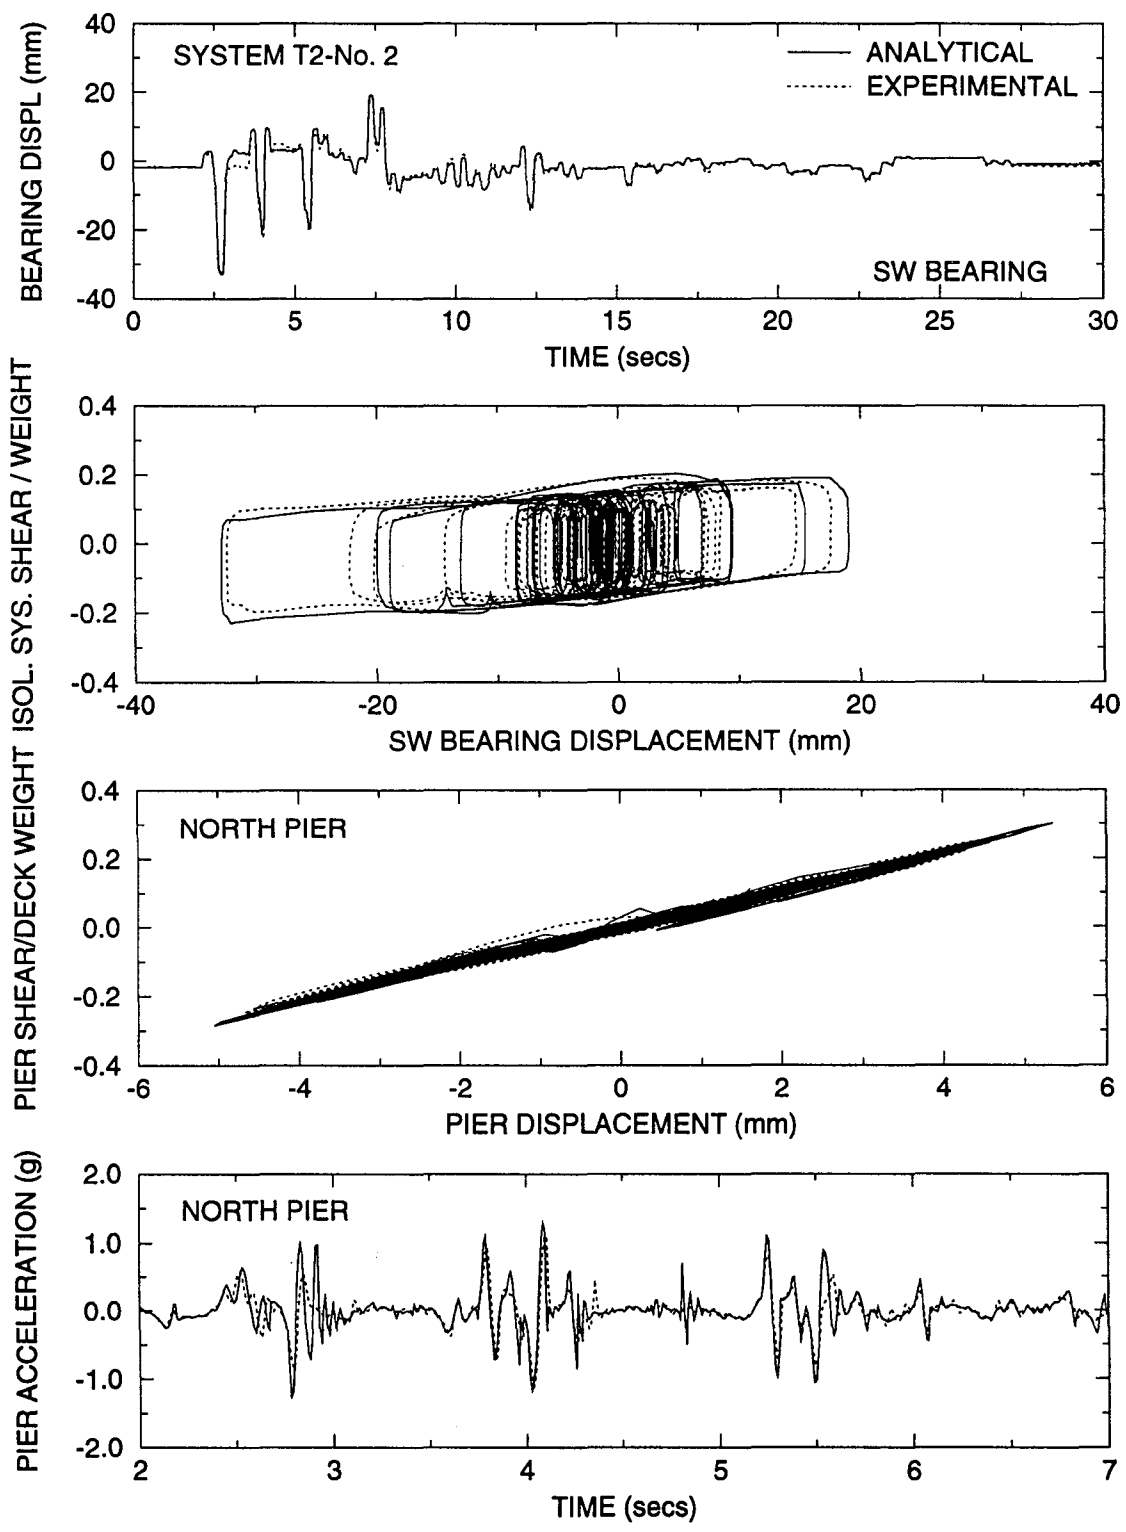 BEARING DISPL (mm)
40
20
0
-20
-40
SYSTEM T2-No. 2
ANALYTICAL
EXPERIMENTAL
SW BEARING
0 5 10 15 20 25 30
TIME (secs)
ISOL. SYS. SHEAR / WEIGHT
0.4
0.2
0.0
-0.2
-0.4
-40 -20 0 20 40
SW BEARING DISPLACEMENT (mm)
PIER SHEAR/DECK WEIGHT
0.4
0.2
0.0
-0.2
-0.4
NORTH PIER
-6 -4 -2 0 2 4 6
PIER DISPLACEMENT (mm)
PIER ACCELERATION (g)
2.0
1.0
0.0
-1.0
-2.0
NORTH PIER
2 3 4 5 6 7
TIME (secs)